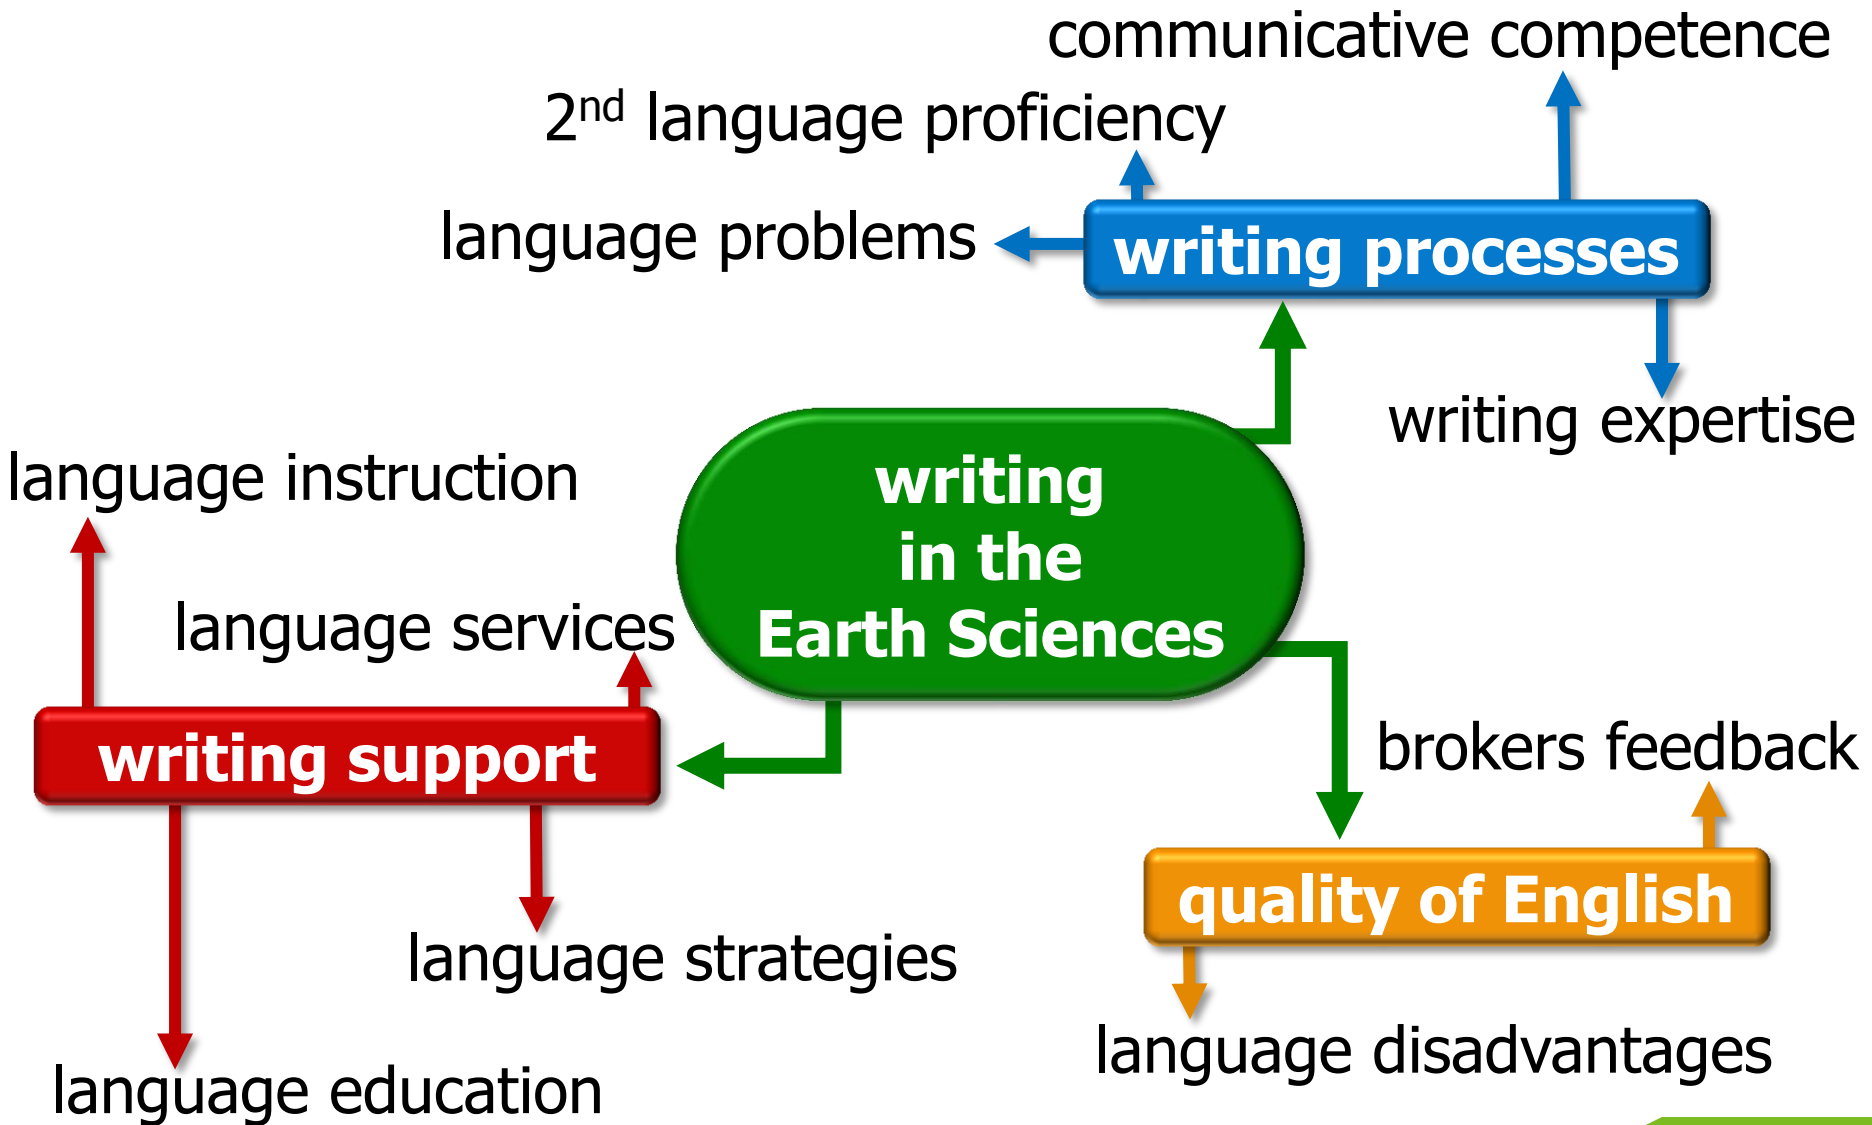 communicative competence
2nd language proficiency
language problems
writing processes
writing expertise
writing
in the
Earth Sciences
language instruction
language services
writing support
language strategies
language education
brokers feedback
quality of English
language disadvantages